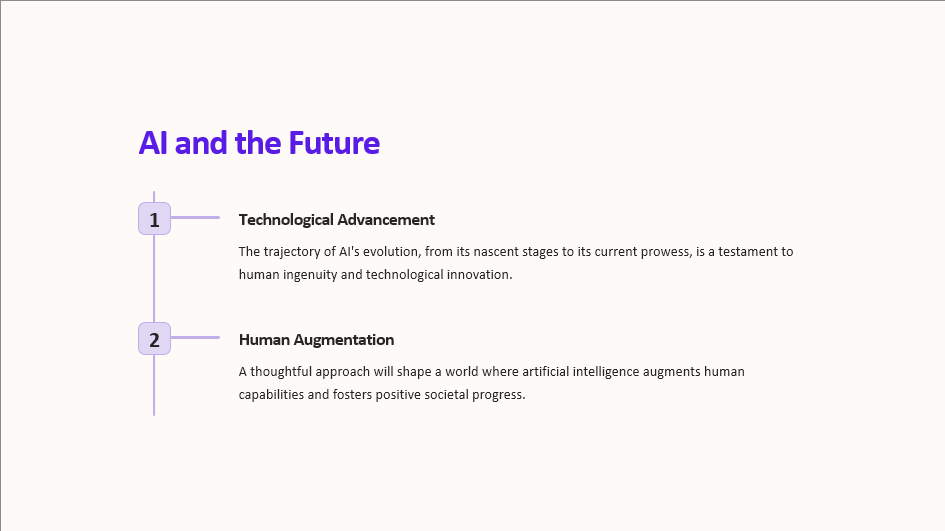 AI and the Future
1
Technological Advancement
The trajectory of AI's evolution, from its nascent stages to its current prowess, is a testament to
human ingenuity and technological innovation.
2
Human Augmentation
A thoughtful approach will shape a world where artificial intelligence augments human
capabilities and fosters positive societal progress.